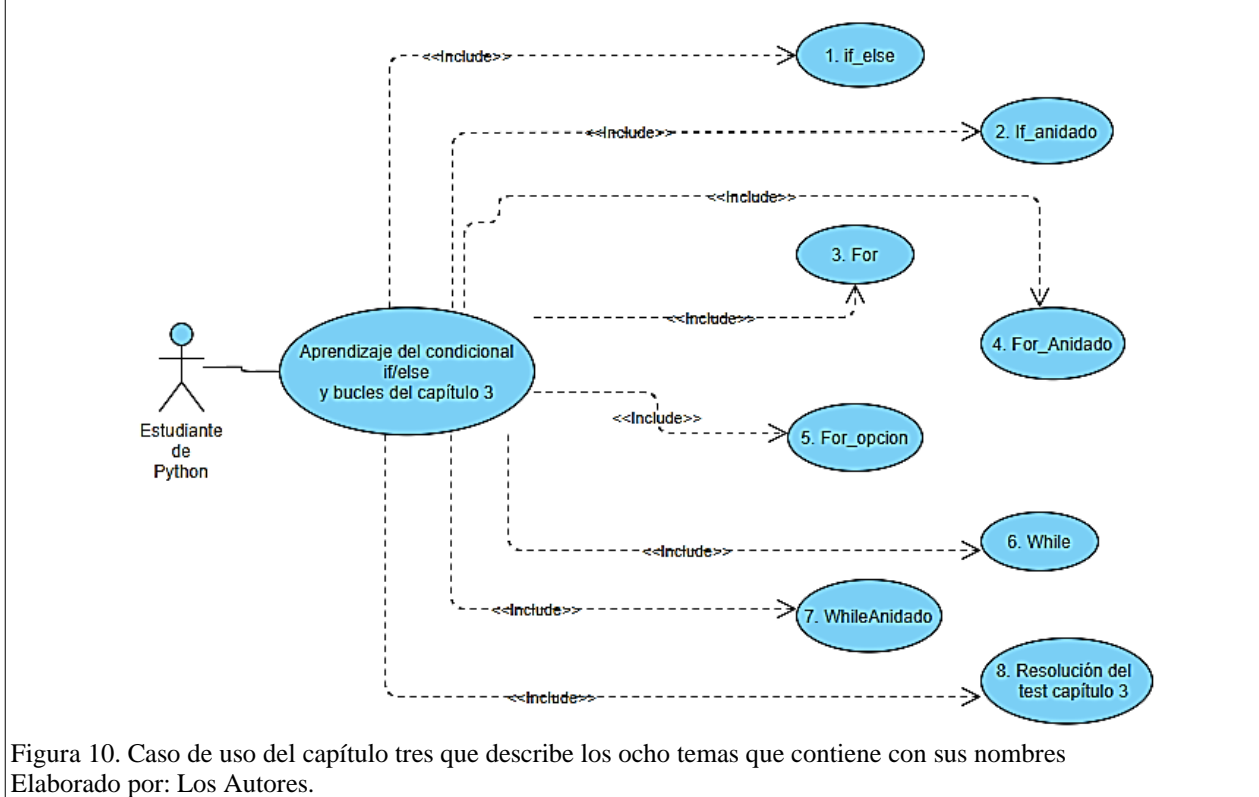 <<Include>>
1. if_else
<<Include>>
2. If_anidado
<<Include>>
3. For
<<Include>>
4. For_Anidado
Aprendizaje del condicional
if/else
y bucles del capítulo 3
Estudiante
de
Python
<<Include>>
5. For_opcion
<<Include>>
6. While
<<Include>>
7. WhileAnidado
<<Include>>
8. Resolución del
test capítulo 3
Figura 10. Caso de uso del capítulo tres que describe los ocho temas que contiene con sus nombres
Elaborado por: Los Autores.